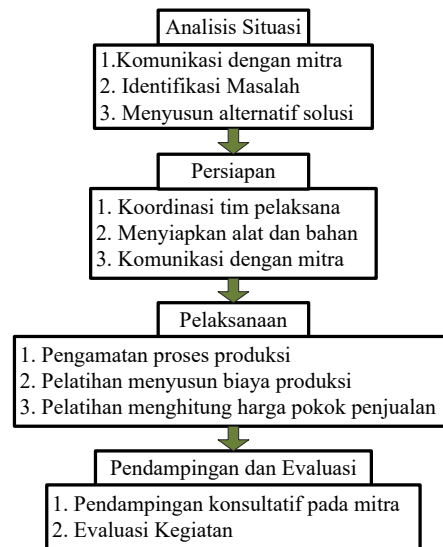 Analisis Situasi
1.Komunikasi dengan mitra
2. Identifikasi Masalah
3. Menyusun alternatif solusi
Persiapan
1. Koordinasi tim pelaksana
2. Menyiapkan alat dan bahan
3. Komunikasi dengan mitra
Pelaksanaan
1. Pengamatan proses produksi
2. Pelatihan menyusun biaya produksi
3. Pelatihan menghitung harga pokok penjualan
Pendampingan dan Evaluasi
1. Pendampingan konsultatif pada mitra
2. Evaluasi Kegiatan